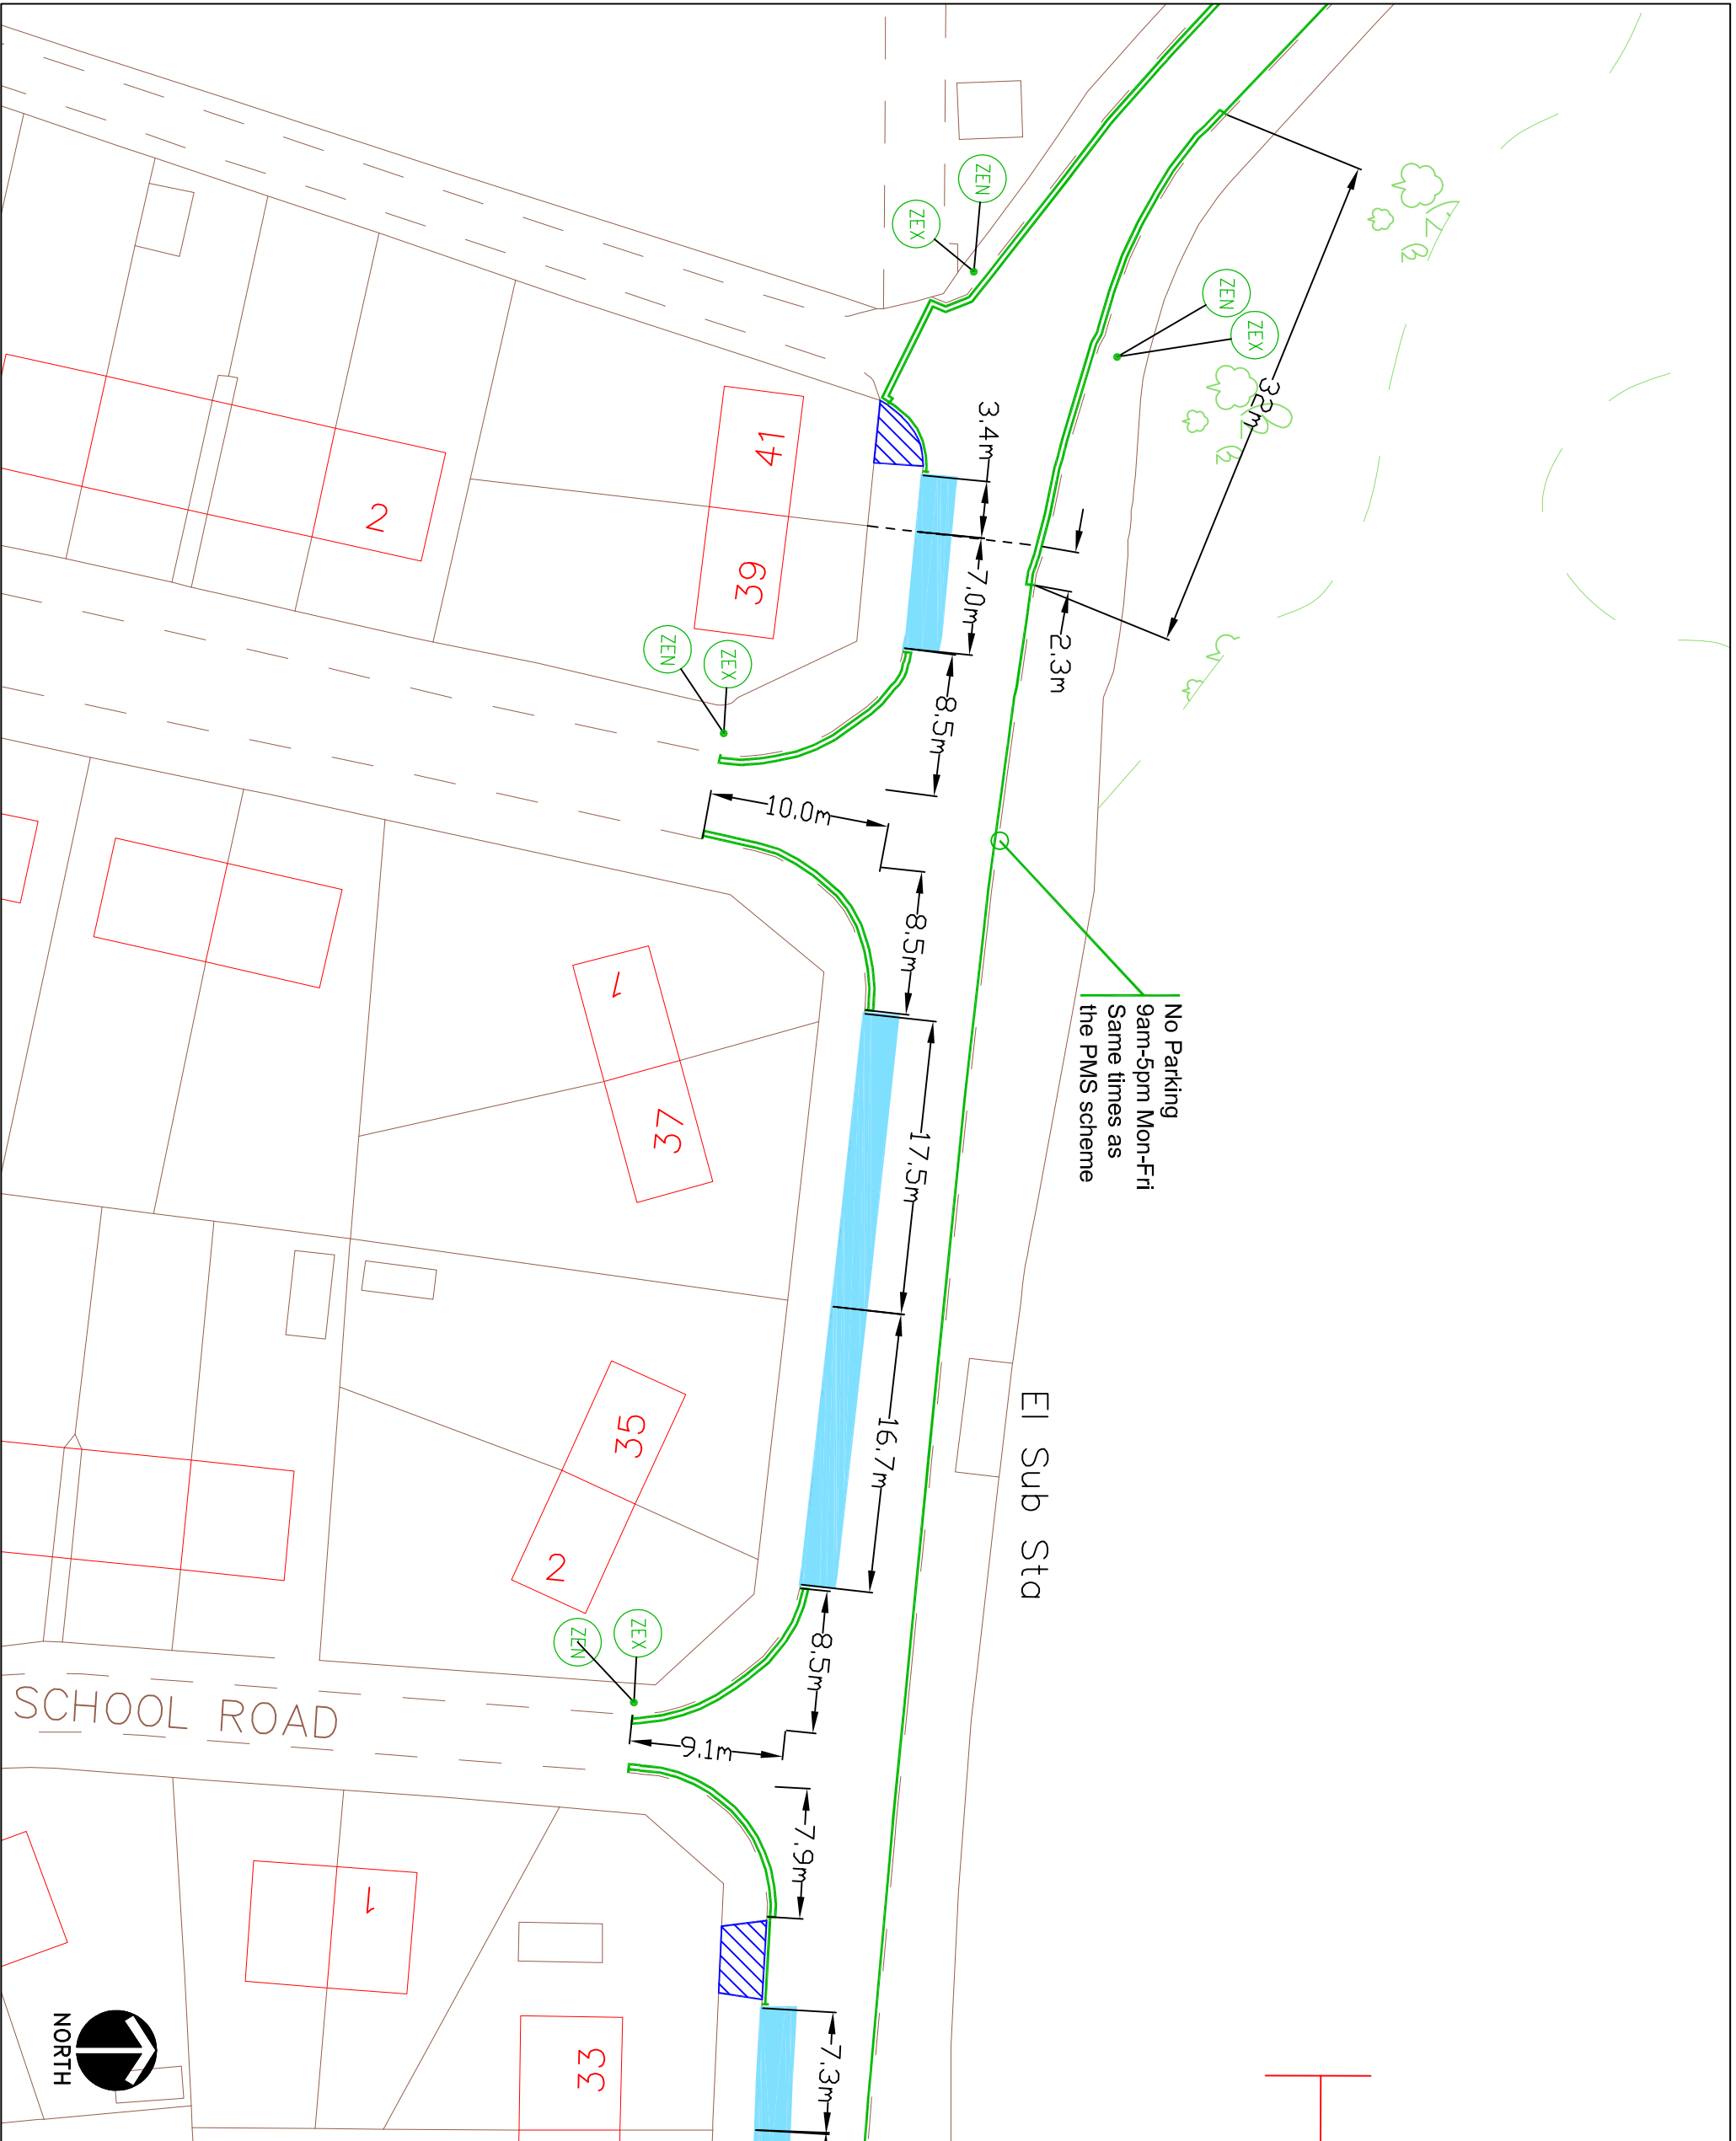 ZEN
ZEX
ZEN
ZEX
3.4m
7.0m
2.3m
8.5m
10.0m
8.5m
41
39
2
ZEN
ZEX
No Parking
9am-5pm Mon-Fri
Same times as
the PMS scheme
17.5m
16.7m
1
37
El Sub Sta
35
2
ZEN
ZEX
8.5m
9.1m
7.9m
SCHOOL ROAD
1
33
7.3m
NORTH